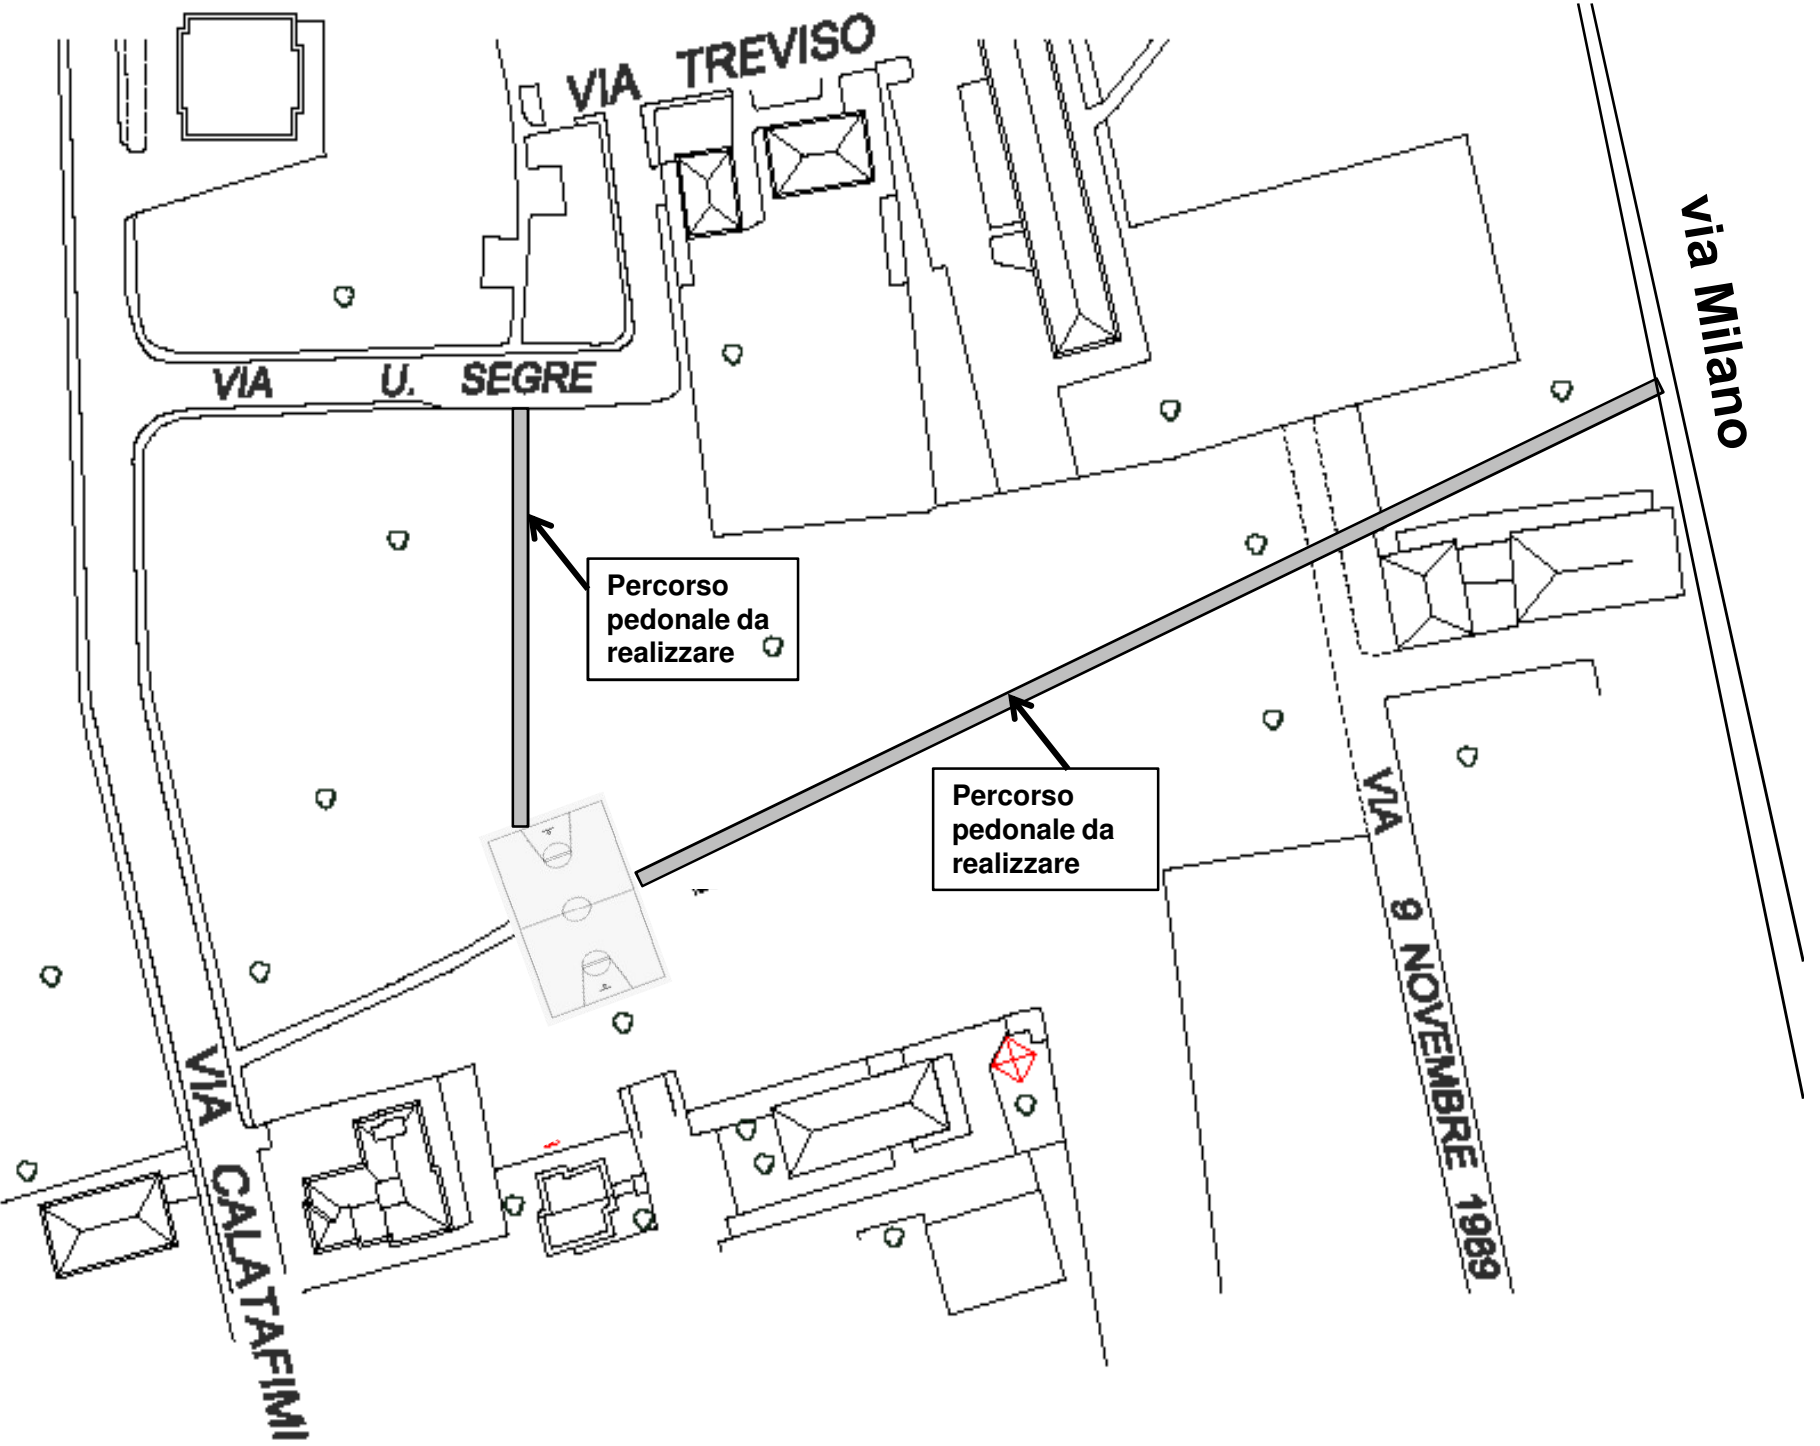 VIA TREVISO
via Milano
VIA U. SEGRE
Percorso
pedonale da
realizzare
Percorso
pedonale da
realizzare
VIA 9 NOVEMBRE 1989
VIA CALATAFIMI